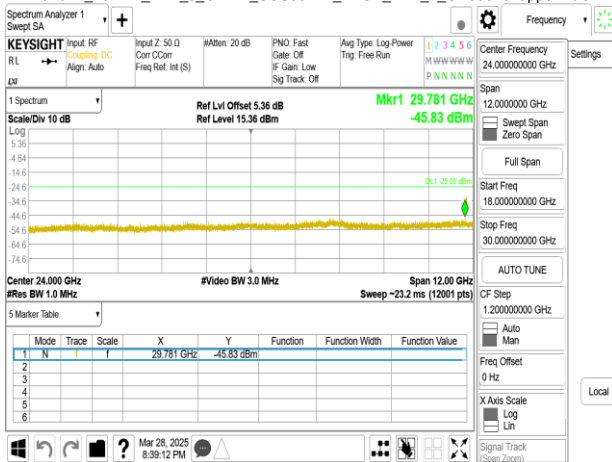 Spectrum Analyzer 1
Swept SA
+
Frequency
KEYSIGHT
RL
Input: RF
Coupling: DC
Align: Auto
Input Z: 50 Ω
Corr CCorr
Freq Ref: Int (S)
#Atten: 20 dB
PNO: Fast
Gate: Off
IF Gain: Low
Sig Track: Off
Avg Type: Log-Power
Trig: Free Run
1 2 3 4 5 6
M W W W W W
P N N N N N
1 Spectrum
Scale/Div 10 dB
Ref Lvl Offset 5.36 dB
Ref Level 15.36 dBm
Mkr1 29.781 GHz
-45.83 dBm
Log
5.36
-4.64
-14.6
-24.6
-34.6
-44.6
-54.6
-64.6
-74.6
DL1 -25.00 dBm
Center 24.000 GHz
#Res BW 1.0 MHz
#Video BW 3.0 MHz
Span 12.00 GHz
Sweep ~23.2 ms (12001 pts)
5 Marker Table
Mode Trace Scale X Y Function Function Width Function Value
1 N 1 f 29.781 GHz -45.83 dBm
2
3
4
5
6
Mar 28, 2025
8:39:12 PM
Center Frequency
24.000000000 GHz
Span
12.0000000 GHz
Swept Span
Zero Span
Full Span
Start Freq
18.000000000 GHz
Stop Freq
30.000000000 GHz
AUTO TUNE
CF Step
1.200000000 GHz
Auto
Man
Freq Offset
0 Hz
X Axis Scale
Log
Lin
Signal Track
(Span Zoom)
Settings
Local